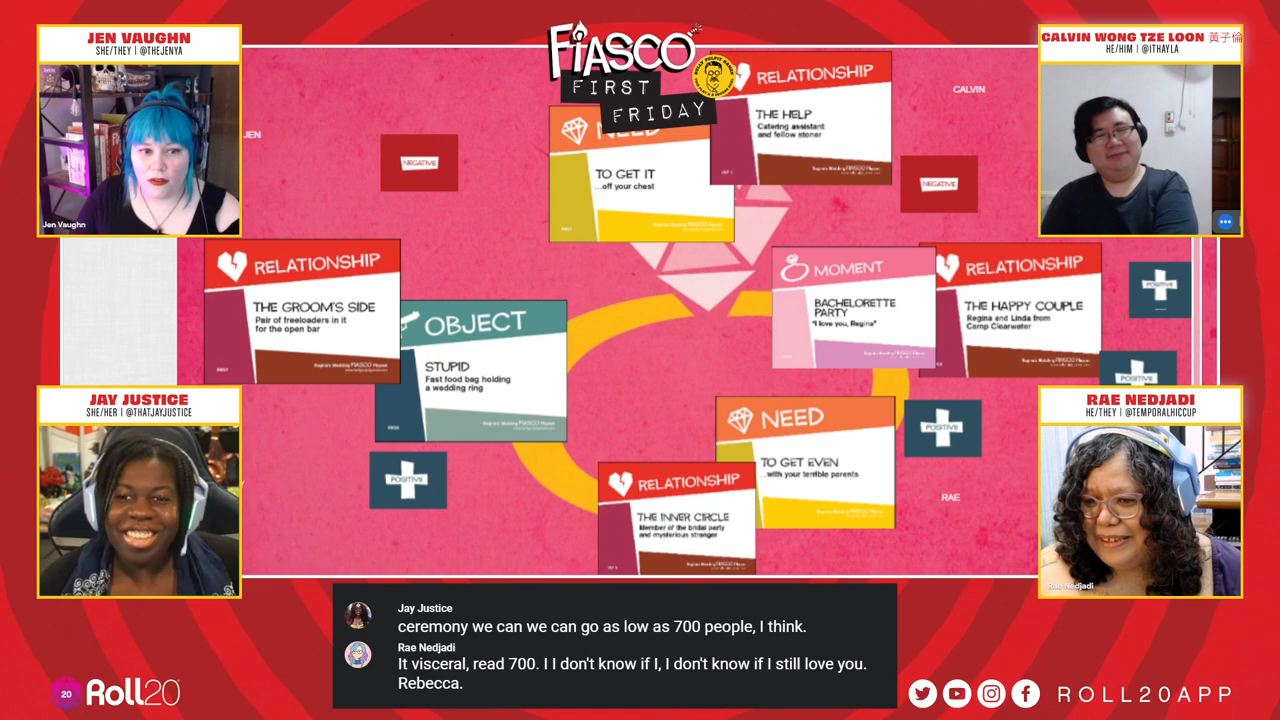 JEN VAUGHN
SHE/THEY | @THEJENYA
Jen Vaughn
FIASCO
FIRST
FRIDAY
CALVIN WONG TZE LOON 黃子倫
HE/HIM | @ITHAYLA
JEN
CALVIN
NEGATIVE
NEED
TO GET IT
...off your chest
RELATIONSHIP
THE HELP
Catering assistant
and fellow stoner
NEGATIVE
RELATIONSHIP
THE GROOM'S SIDE
Pair of freeloaders in it
for the open bar
OBJECT
STUPID
Fast food bag holding
a wedding ring
MOMENT
BACHELORETTE
PARTY
"I love you, Regina"
RELATIONSHIP
THE HAPPY COUPLE
Regina and Linda from
Camp Clearwater
POSITIVE
POSITIVE
JAY JUSTICE
SHE/HER | @THATJAYJUSTICE
POSITIVE
RELATIONSHIP
THE INNER CIRCLE
Member of the bridal party
and mysterious stranger
NEED
TO GET EVEN
...with your terrible parents
POSITIVE
RAE
RAE NEDJADI
HE/THEY | @TEMPORALHICCUP
Rae Nedjadi
Jay Justice
ceremony we can we can go as low as 700 people, I think.
Rae Nedjadi
It visceral, read 700. I I don't know if I, I don't know if I still love you.
Rebecca.
20
Roll20
ROLL20APP